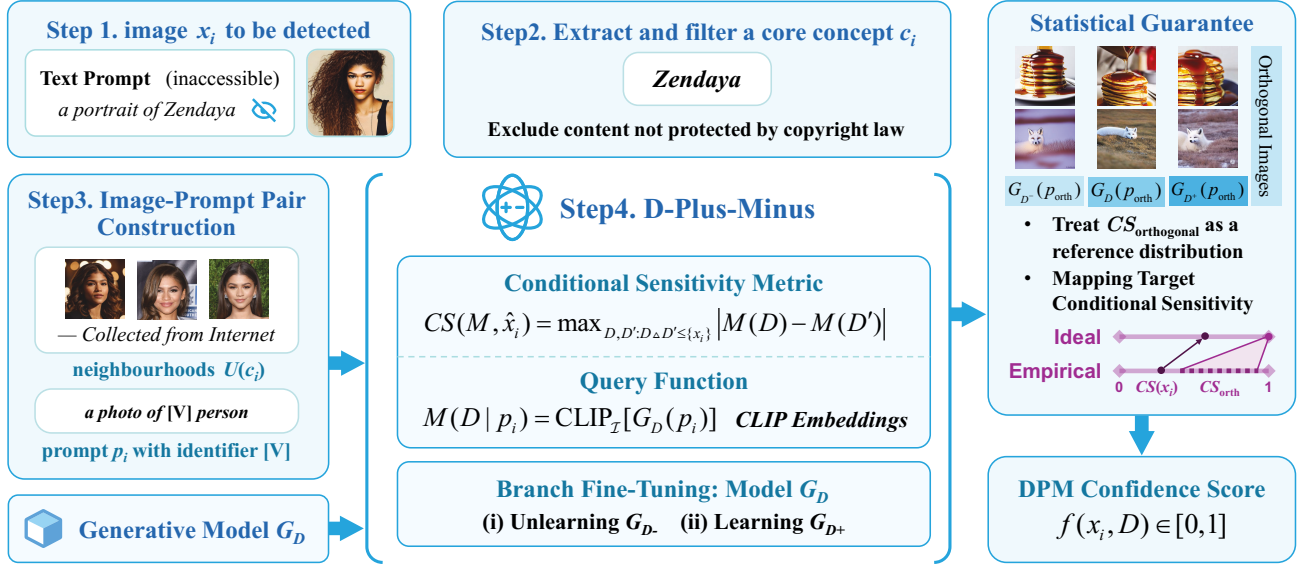 Step 1. image x_i to be detected
Text Prompt (inaccessible)
a portrait of Zendaya
Step2. Extract and filter a core concept c_i
Zendaya
Exclude content not protected by copyright law
Step3. Image-Prompt Pair
Construction
— Collected from Internet
neighbourhoods U(c_i)
a photo of [V] person
prompt p_i with identifier [V]
Generative Model G_D
Step4. D-Plus-Minus
Conditional Sensitivity Metric
CS(M, x̂_i) = max_{D,D′:D△D′≤{x_i}} |M(D) − M(D′)|
Query Function
M(D | p_i) = CLIP_ℐ[G_D(p_i)] CLIP Embeddings
Branch Fine-Tuning: Model G_D
(i) Unlearning G_{D-} (ii) Learning G_{D+}
Statistical Guarantee
Orthogonal Images
G_{D^-}(p_orth) G_D(p_orth) G_{D^+}(p_orth)
• Treat CS_orthogonal as a
reference distribution
• Mapping Target
Conditional Sensitivity
Ideal
Empirical
0 CS(x_i) CS_orth 1
DPM Confidence Score
f(x_i, D) ∈ [0,1]